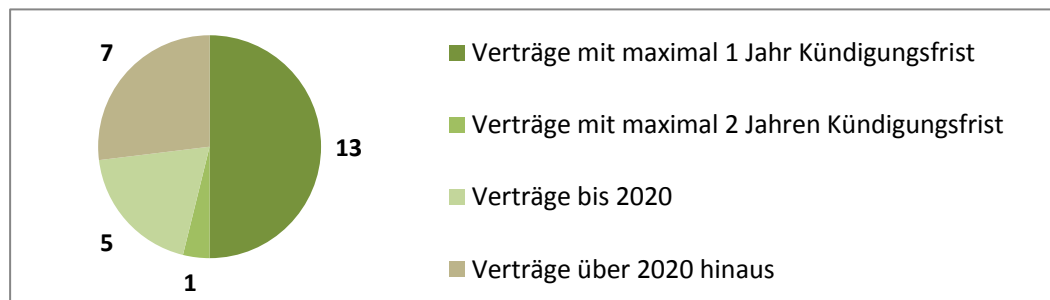 7
13
5
1
Verträge mit maximal 1 Jahr Kündigungsfrist
Verträge mit maximal 2 Jahren Kündigungsfrist
Verträge bis 2020
Verträge über 2020 hinaus